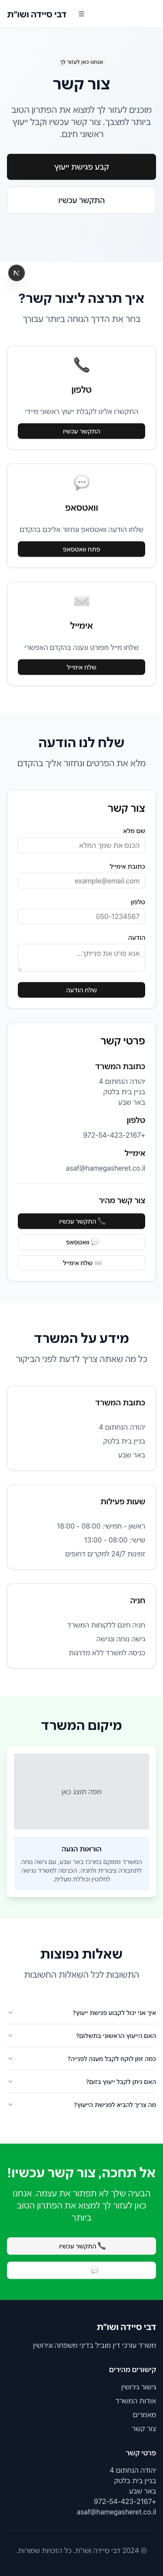 דבי סיידה ושו"ת
☰
אנחנו כאן לעזור לך
צור קשר
מוכנים לעזור לך למצוא את הפתרון הטוב
ביותר למצבך. צור קשר עכשיו וקבל ייעוץ
ראשוני חינם.
קבע פגישת ייעוץ
התקשר עכשיו
N
איך תרצה ליצור קשר?
בחר את הדרך הנוחה ביותר עבורך
טלפון
התקשרו אלינו לקבלת ייעוץ ראשוני מיידי
התקשר עכשיו
וואטסאפ
שלחו הודעה וואטסאפ ונחזור אליכם בהקדם
פתח וואטסאפ
אימייל
שלחו מייל מפורט ונענה בהקדם האפשרי
שלח אימייל
שלח לנו הודעה
מלא את הפרטים ונחזור אליך בהקדם
צור קשר
שם מלא
הכנס את שמך המלא
כתובת אימייל
example@email.com
טלפון
050-1234567
הודעה
אנא פרט את פנייתך...
שלח הודעה
פרטי קשר
כתובת המשרד
יהודה הנחתום 4
בניין בית בלטק
באר שבע
טלפון
972-54-423-2167+
אימייל
asaf@hamegasheret.co.il
צור קשר מהיר
📞 התקשר עכשיו
💬 וואטסאפ
✉️ שלח אימייל
מידע על המשרד
כל מה שאתה צריך לדעת לפני הביקור
כתובת המשרד
יהודה הנחתום 4
בניין בית בלטק
באר שבע
שעות פעילות
ראשון - חמישי: 08:00 - 18:00
שישי: 08:00 - 13:00
זמינות 24/7 למקרים דחופים
חניה
חניה חינם ללקוחות המשרד
גישה נוחה ונגישה
כניסה למשרד ללא מדרגות
מיקום המשרד
מפה תוצג כאן
הוראות הגעה
המשרד ממוקם במרכז באר שבע, עם גישה נוחה
לתחבורה ציבורית ולחניה. הכניסה למשרד נגישה
לחלוטין וכוללת מעלית.
שאלות נפוצות
התשובות לכל השאלות החשובות
איך אני יכול לקבוע פגישת ייעוץ?
האם הייעוץ הראשוני בתשלום?
כמה זמן לוקח לקבל מענה לפנייה?
האם ניתן לקבל ייעוץ בזום?
מה צריך להביא לפגישת הייעוץ?
אל תחכה, צור קשר עכשיו!
הבעיה שלך לא תפתור את עצמה. אנחנו
כאן לעזור לך למצוא את הפתרון הטוב
ביותר
📞 התקשר עכשיו
💬
דבי סיידה ושו"ת
משרד עורכי דין מוביל בדיני משפחה וגירושין
קישורים מהירים
גישור גירושין
אודות המשרד
מאמרים
צור קשר
פרטי קשר
יהודה הנחתום 4
בניין בית בלטק
באר שבע
972-54-423-2167+
asaf@hamegasheret.co.il
© 2024 דבי סיידה ושו"ת. כל הזכויות שמורות.